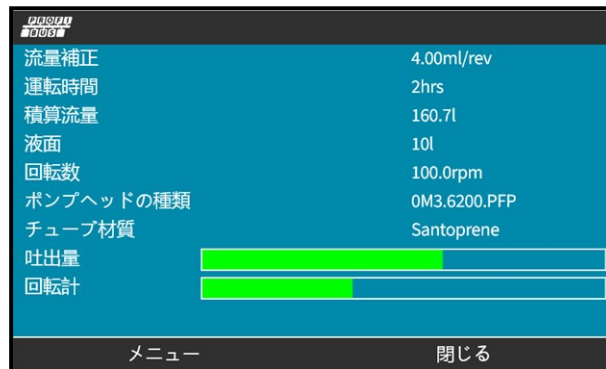 PROFI
BUS
流量補正 4.00ml/rev
運転時間 2hrs
積算流量 160.7l
液面 10l
回転数 100.0rpm
ポンプヘッドの種類 0M3.6200.PFP
チューブ材質 Santoprene
吐出量
回転計
メニュー 閉じる